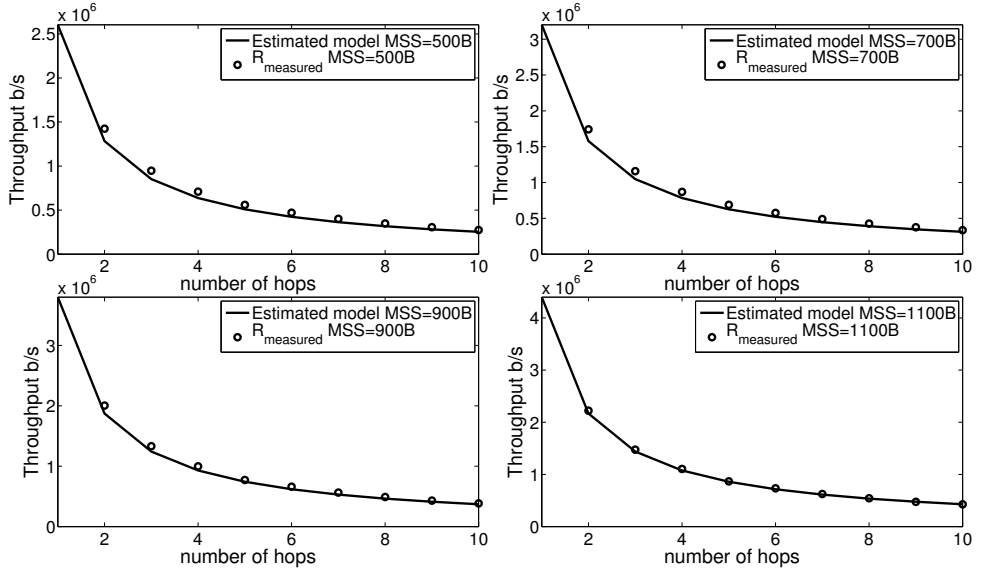 x 10^6
Estimated model MSS=500B
R_measured MSS=500B
Throughput b/s
2.5
2
1.5
1
0.5
0
2 4 6 8 10
number of hops
x 10^6
Estimated model MSS=700B
R_measured MSS=700B
Throughput b/s
3
2.5
2
1.5
1
0.5
0
2 4 6 8 10
number of hops
x 10^6
Estimated model MSS=900B
R_measured MSS=900B
Throughput b/s
3
2
1
0
2 4 6 8 10
number of hops
x 10^6
Estimated model MSS=1100B
R_measured MSS=1100B
Throughput b/s
4
3
2
1
0
2 4 6 8 10
number of hops